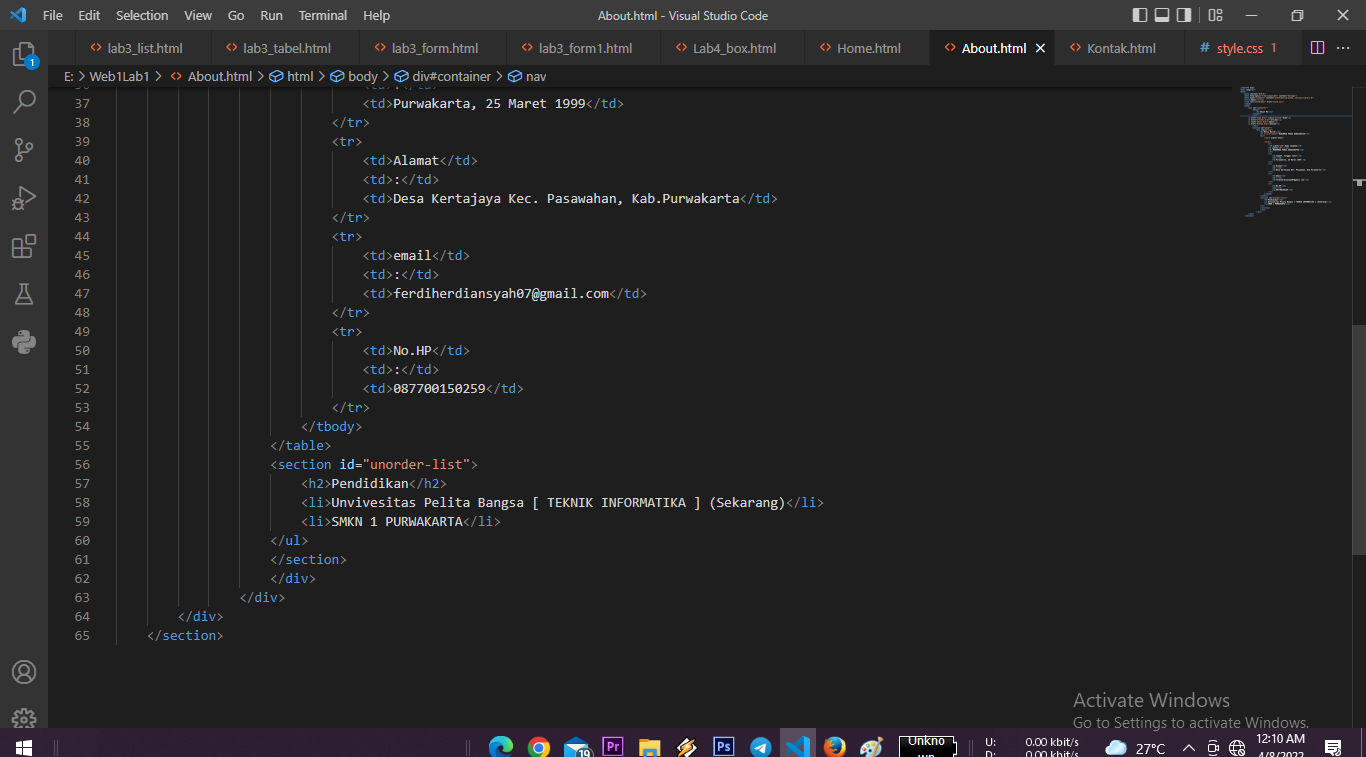 File Edit Selection View Go Run Terminal Help About.html - Visual Studio Code
lab3_list.html lab3_tabel.html lab3_form.html lab3_form1.html Lab4_box.html Home.html About.html Kontak.html # style.css 1 ...
1
E: > Web1Lab1 > <> About.html > html > body > div#container > nav
37 <td>Purwakarta, 25 Maret 1999</td>
38 </tr>
39 <tr>
40 <td>Alamat</td>
41 <td>:</td>
42 <td>Desa Kertajaya Kec. Pasawahan, Kab.Purwakarta</td>
43 </tr>
44 <tr>
45 <td>email</td>
46 <td>:</td>
47 <td>ferdiherdiansyah07@gmail.com</td>
48 </tr>
49 <tr>
50 <td>No.HP</td>
51 <td>:</td>
52 <td>087700150259</td>
53 </tr>
54 </tbody>
55 </table>
56 <section id="unorder-list">
57 <h2>Pendidikan</h2>
58 <li>Unvivesitas Pelita Bangsa [ TEKNIK INFORMATIKA ] (Sekarang)</li>
59 <li>SMKN 1 PURWAKARTA</li>
60 </ul>
61 </section>
62 </div>
63 </div>
64 </div>
65 </section>
Activate Windows
Go to Settings to activate Windows.
19 Pr Ps Unkno
wn
U: 0.00 kbit/s
D: 0.00 kbit/s
27°C
12:10 AM
4/8/2022